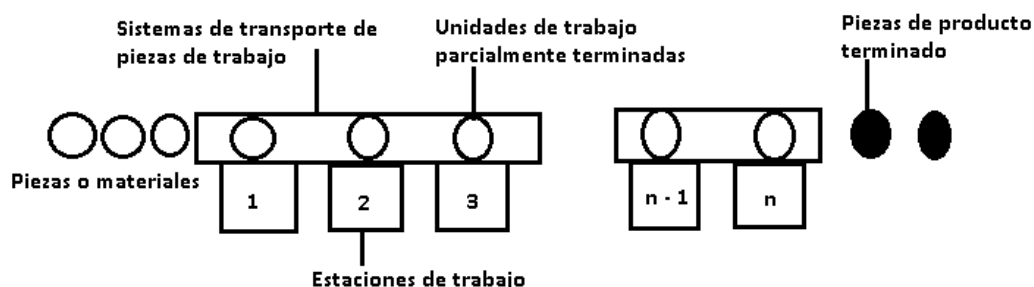 Sistemas de transporte de
piezas de trabajo
Unidades de trabajo
parcialmente terminadas
Piezas de producto
terminado
Piezas o materiales
1
2
3
n - 1
n
Estaciones de trabajo